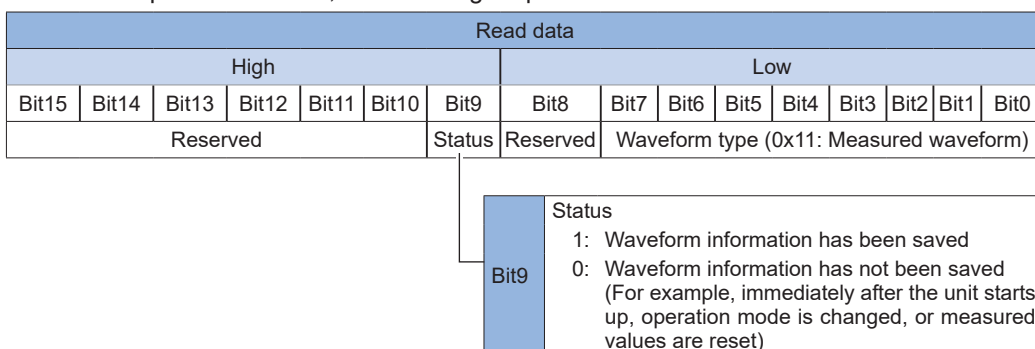 Read data
High Low
Bit15 Bit14 Bit13 Bit12 Bit11 Bit10 Bit9 Bit8 Bit7 Bit6 Bit5 Bit4 Bit3 Bit2 Bit1 Bit0
Reserved Status Reserved Waveform type (0x11: Measured waveform)
Status
1: Waveform information has been saved
Bit9
0: Waveform information has not been saved
(For example, immediately after the unit starts
up, operation mode is changed, or measured
values are reset)